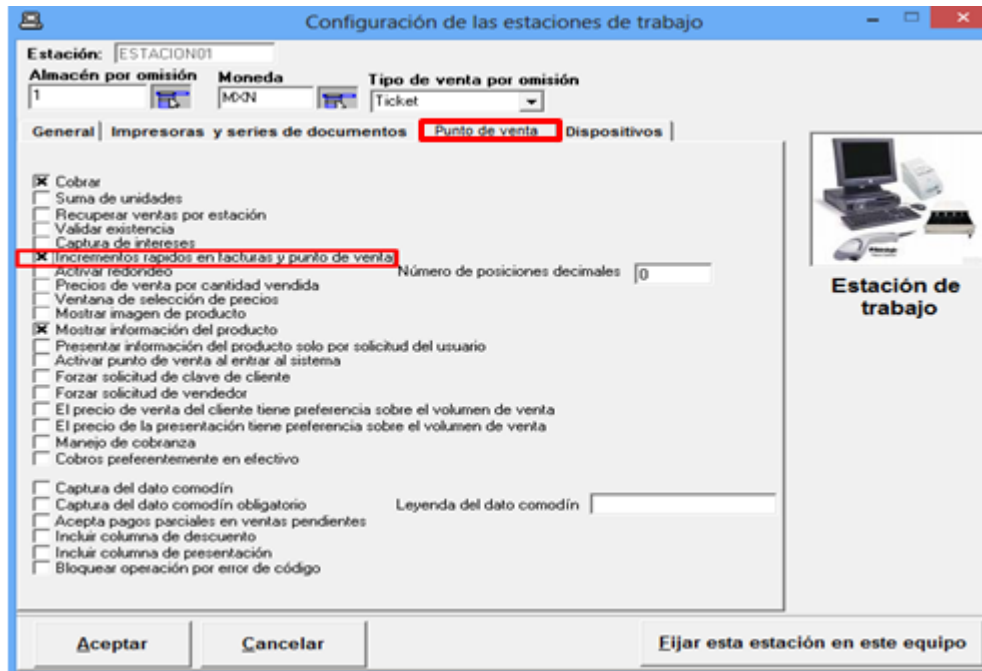 Configuración de las estaciones de trabajo
Estación: ESTACION01
Almacén por omisión Moneda Tipo de venta por omisión
1 MXN Ticket
General Impresoras y series de documentos Punto de venta Dispositivos
Cobrar
Suma de unidades
Recuperar ventas por estación
Validar existencia
Captura de intereses
Incrementos rapidos en facturas y punto de venta
Activar redondeo Número de posiciones decimales 0
Precios de venta por cantidad vendida
Ventana de selección de precios
Mostrar imagen de producto
Mostrar información del producto
Presentar información del producto solo por solicitud del usuario
Activar punto de venta al entrar al sistema
Forzar solicitud de clave de cliente
Forzar solicitud de vendedor
El precio de venta del cliente tiene preferencia sobre el volumen de venta
El precio de la presentación tiene preferencia sobre el volumen de venta
Manejo de cobranza
Cobros preferentemente en efectivo
Captura del dato comodín
Captura del dato comodín obligatorio Leyenda del dato comodín
Acepta pagos parciales en ventas pendientes
Incluir columna de descuento
Incluir columna de presentación
Bloquear operación por error de código
Estación de
trabajo
Aceptar Cancelar Fijar esta estación en este equipo